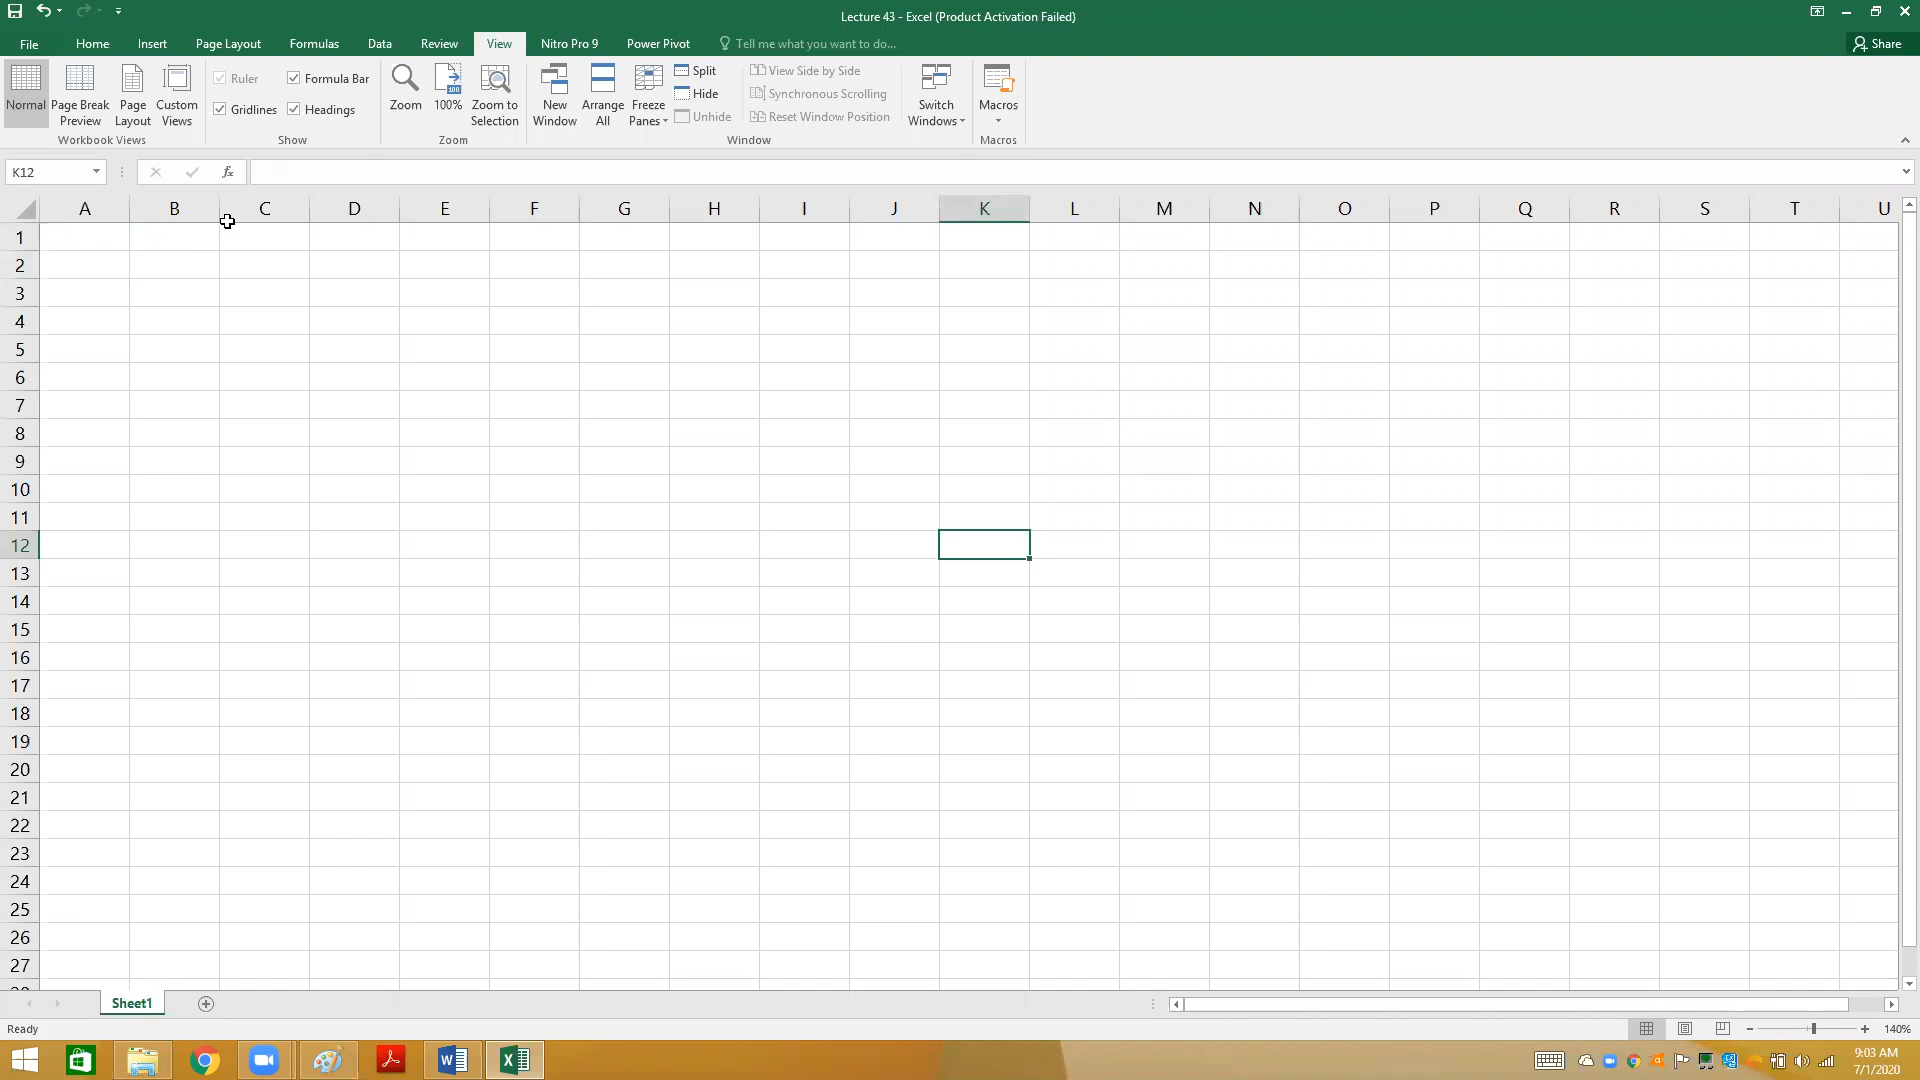 Lecture 43 - Excel (Product Activation Failed)
File Home Insert Page Layout Formulas Data Review View Nitro Pro 9 Power Pivot Tell me what you want to do... Share
Normal
Page Break Preview
Page Layout
Custom Views
Workbook Views
Ruler
Formula Bar
Gridlines
Headings
Show
Zoom
100
100%
Zoom to Selection
Zoom
New Window
Arrange All
Freeze Panes
Split
Hide
Unhide
View Side by Side
Synchronous Scrolling
Reset Window Position
Window
Switch Windows
Macros
Macros
K12
fx
A B C D E F G H I J K L M N O P Q R S T U
1
2
3
4
5
6
7
8
9
10
11
12
13
14
15
16
17
18
19
20
21
22
23
24
25
26
27
Sheet1
Ready
140%
9:03 AM
7/1/2020